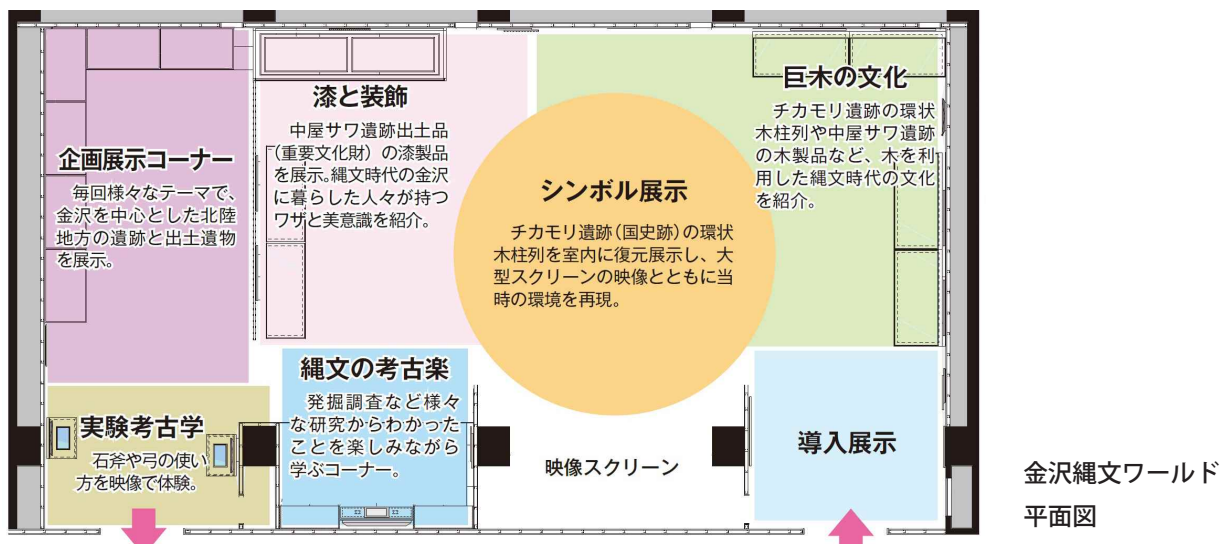 企画展示コーナー
毎回様々なテーマで、
金沢を中心とした北陸
地方の遺跡と出土遺物
を展示。
漆と装飾
中屋サワ遺跡出土品
(重要文化財)の漆製品
を展示。縄文時代の金沢
に暮らした人々が持つ
ワザと美意識を紹介。
シンボル展示
チカモリ遺跡(国史跡)の環状
木柱列を室内に復元展示し、大
型スクリーンの映像とともに当
時の環境を再現。
巨木の文化
チカモリ遺跡の環状
木柱列や中屋サワ遺跡
の木製品など、木を利
用した縄文時代の文化
を紹介。
実験考古学
石斧や弓の使い
方を映像で体験。
縄文の考古楽
発掘調査など様々
な研究からわかった
ことを楽しみながら
学ぶコーナー。
映像スクリーン
導入展示
金沢縄文ワールド
平面図